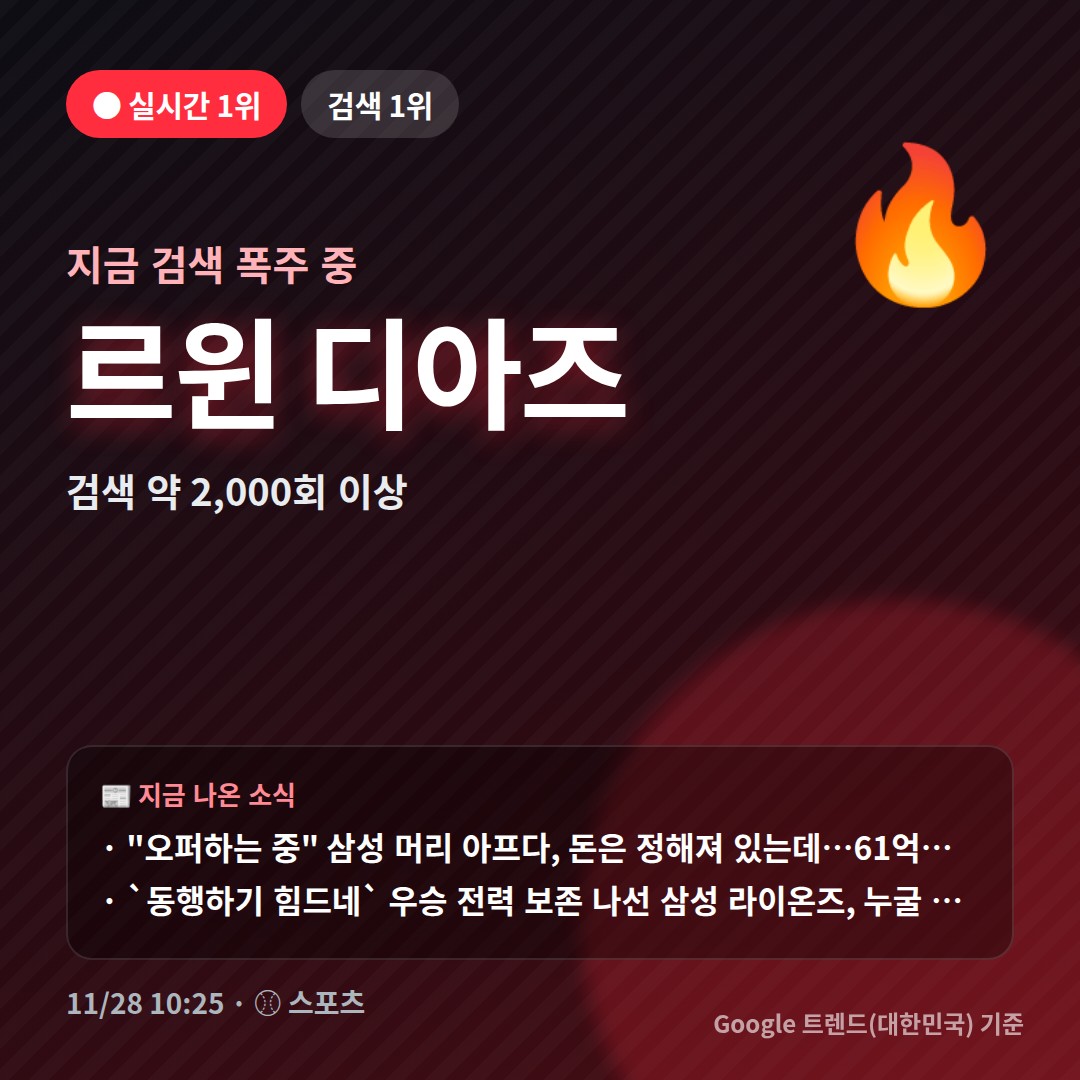 실시간 1위
검색 1위
지금 검색 폭주 중
르윈 디아즈
검색 약 2,000회 이상
지금 나온 소식
· "오퍼하는 중" 삼성 머리 아프다, 돈은 정해져 있는데…61억…
· `동행하기 힘드네` 우승 전력 보존 나선 삼성 라이온즈, 누굴 …
11/28 10:25 · ⚾ 스포츠
Google 트렌드(대한민국) 기준